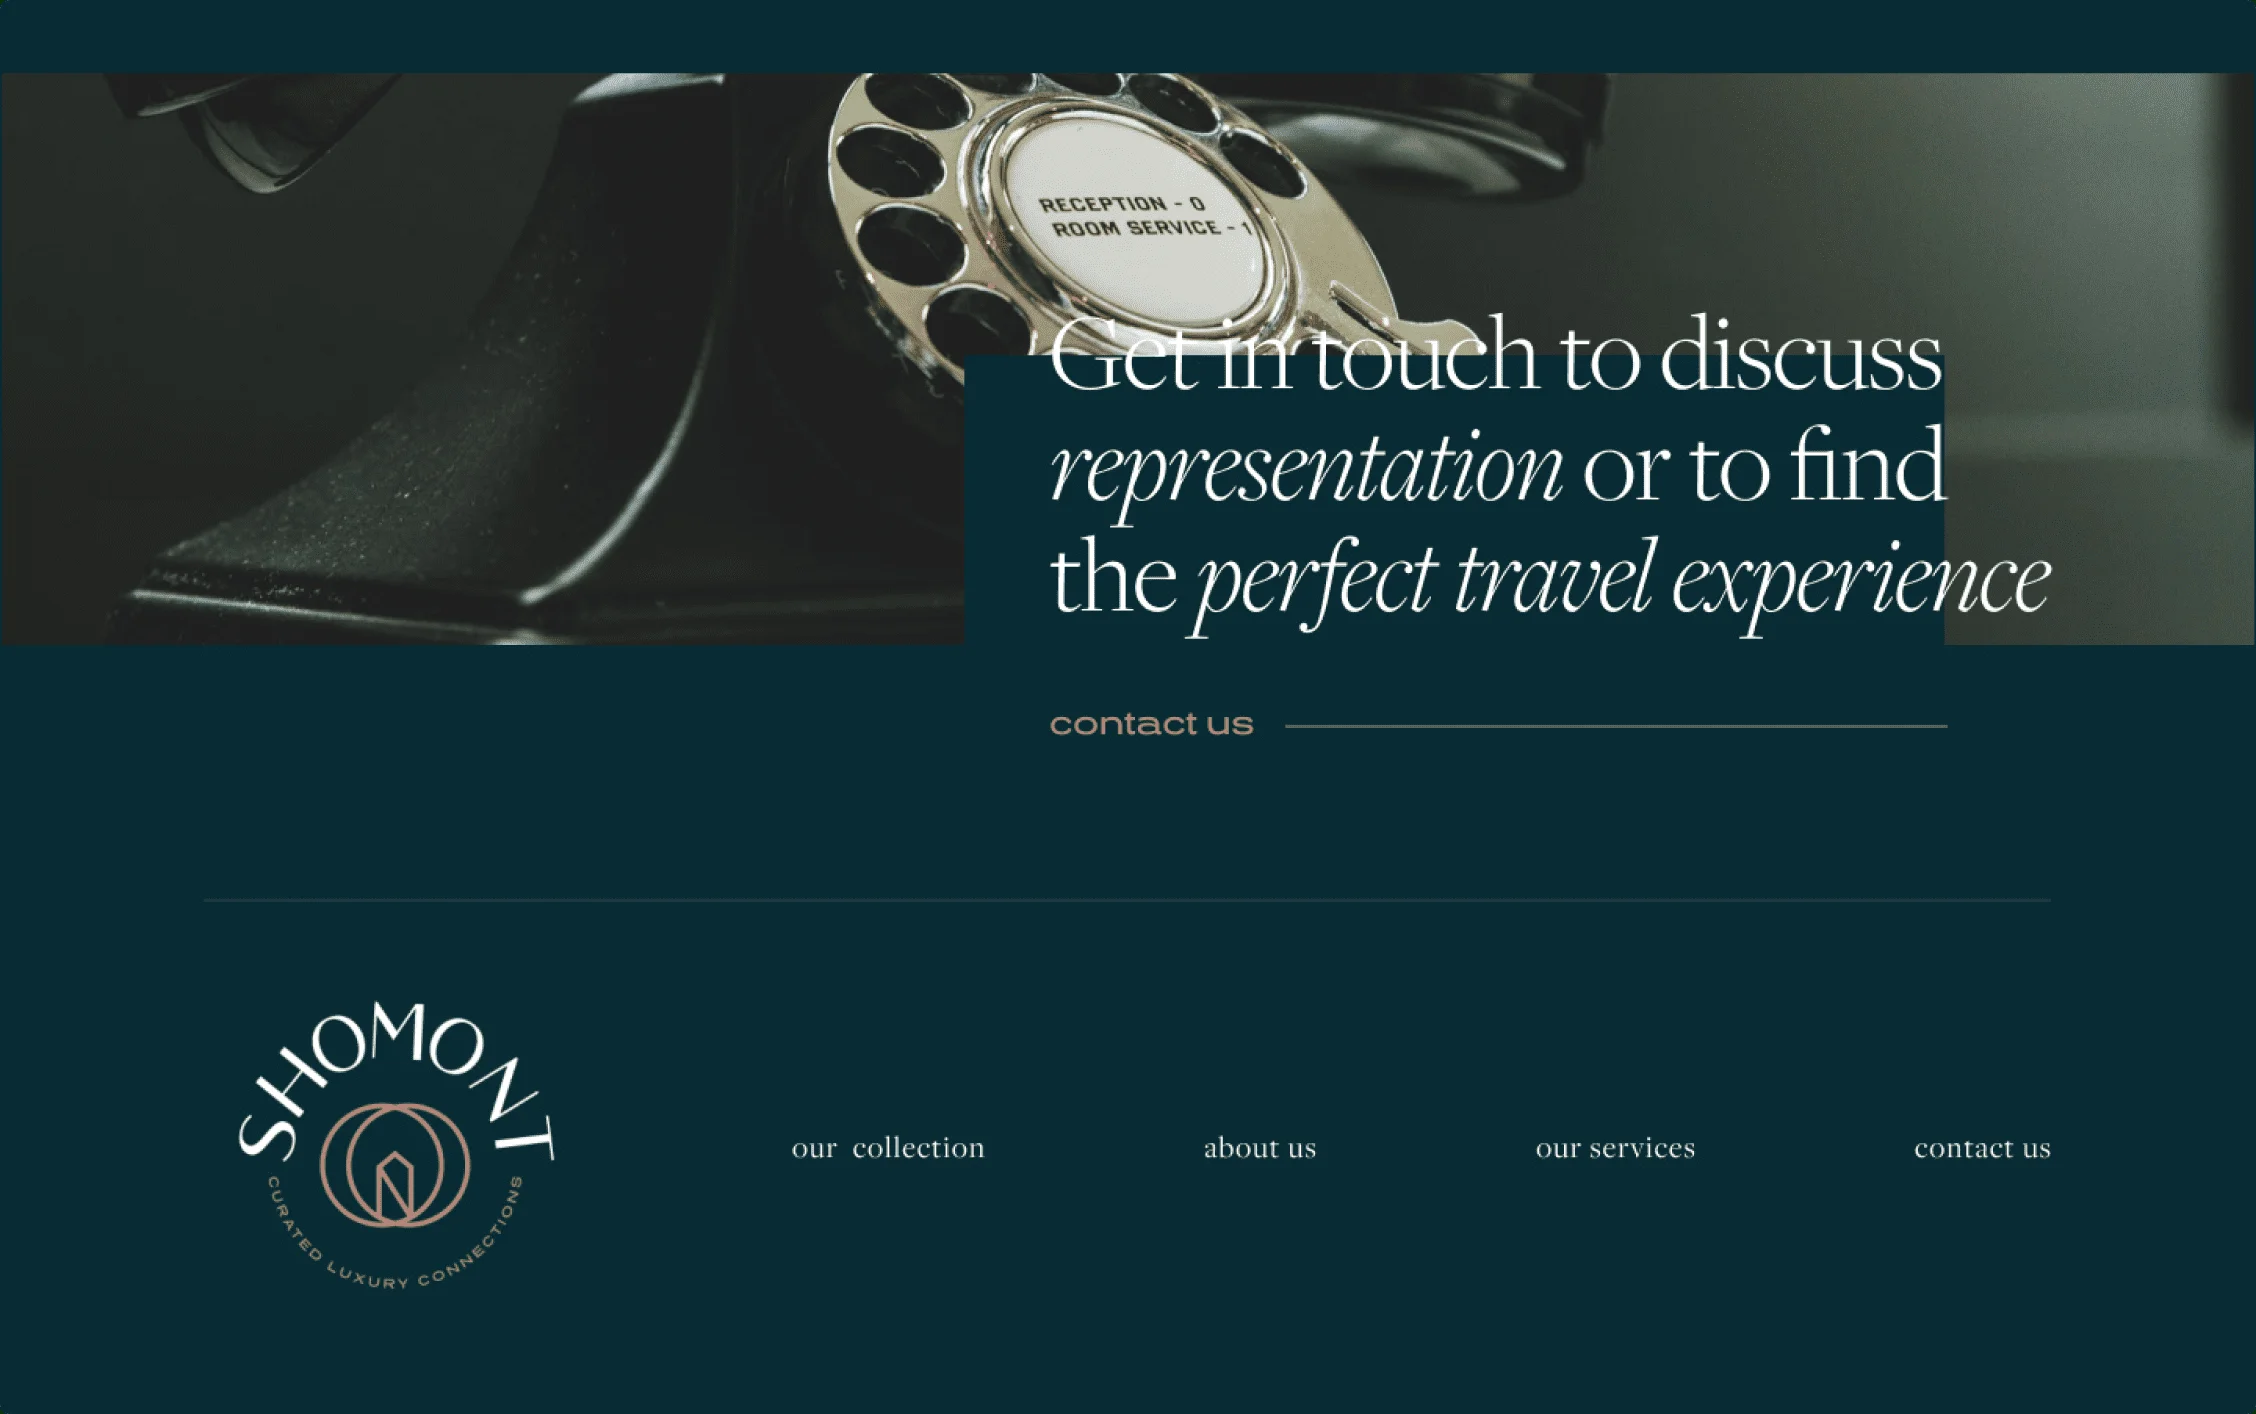 RECEPTION - 0
ROOM SERVICE - 1
Get in touch to discuss
representation or to find
the perfect travel experience
contact us
SHOMONT
CURATED LUXURY CONNECTIONS
our collection
about us
our services
contact us